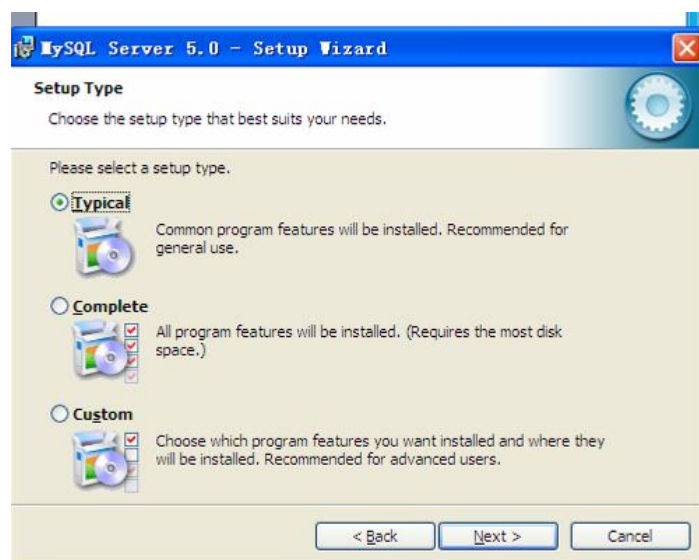 MySQL Server 5.0 - Setup Wizard
Setup Type
Choose the setup type that best suits your needs.
Please select a setup type.
Typical
Common program features will be installed. Recommended for
general use.
Complete
All program features will be installed. (Requires the most disk
space.)
Custom
Choose which program features you want installed and where they
will be installed. Recommended for advanced users.
< Back
Next >
Cancel